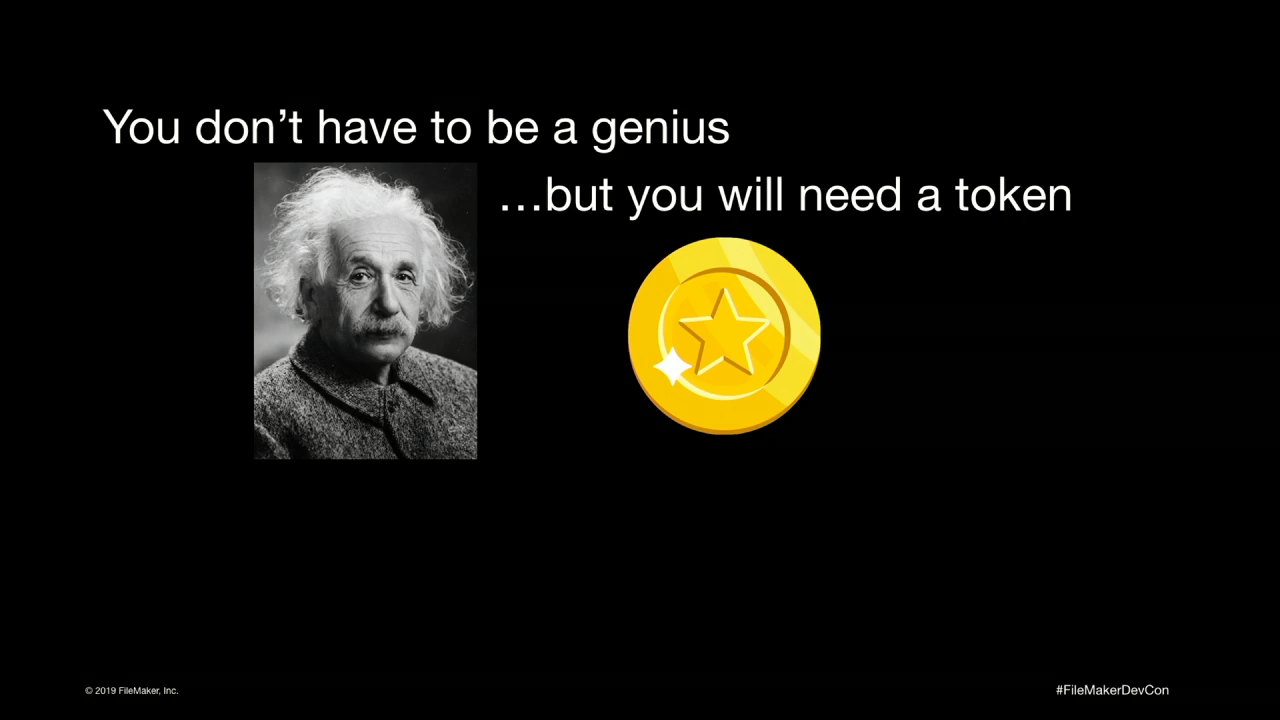 You don’t have to be a genius
…but you will need a token
© 2019 FileMaker, Inc.
#FileMakerDevCon